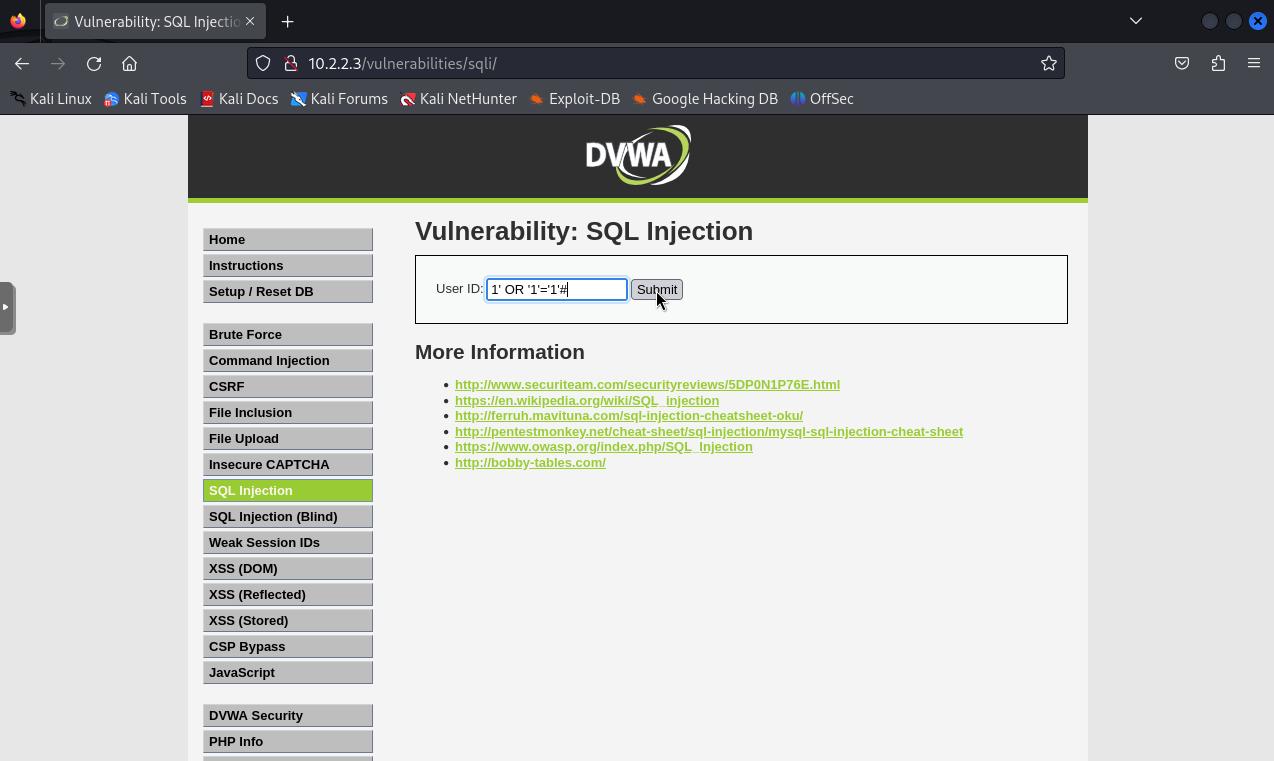 Vulnerability: SQL Injectio
10.2.2.3/vulnerabilities/sqli/
Kali Linux Kali Tools Kali Docs Kali Forums Kali NetHunter Exploit-DB Google Hacking DB OffSec
DVWA
Home
Instructions
Setup / Reset DB
Brute Force
Command Injection
CSRF
File Inclusion
File Upload
Insecure CAPTCHA
SQL Injection
SQL Injection (Blind)
Weak Session IDs
XSS (DOM)
XSS (Reflected)
XSS (Stored)
CSP Bypass
JavaScript
DVWA Security
PHP Info
Vulnerability: SQL Injection
User ID: 1' OR '1'='1'# Submit
More Information
http://www.securiteam.com/securityreviews/5DP0N1P76E.html
https://en.wikipedia.org/wiki/SQL_injection
http://ferruh.mavituna.com/sql-injection-cheatsheet-oku/
http://pentestmonkey.net/cheat-sheet/sql-injection/mysql-sql-injection-cheat-sheet
https://www.owasp.org/index.php/SQL_Injection
http://bobby-tables.com/